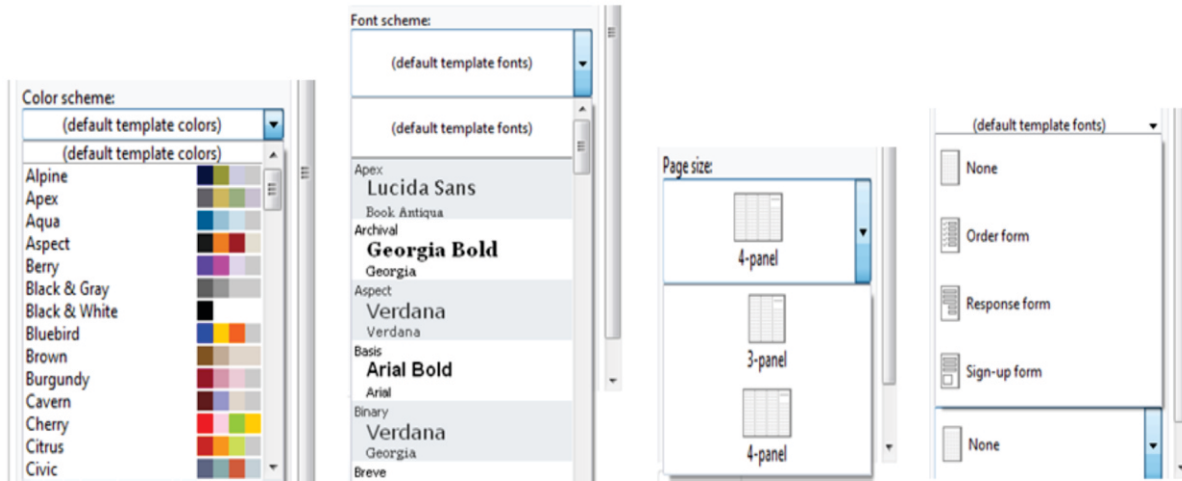 Color scheme:
(default template colors)
(default template colors)
Alpine
Apex
Aqua
Aspect
Berry
Black & Gray
Black & White
Bluebird
Brown
Burgundy
Cavern
Cherry
Citrus
Civic
Font scheme:
(default template fonts)
(default template fonts)
Apex
Lucida Sans
Book Antiqua
Archival
Georgia Bold
Georgia
Aspect
Verdana
Verdana
Basis
Arial Bold
Arial
Binary
Verdana
Georgia
Breve
Page size:
4-panel
3-panel
4-panel
(default template fonts)
None
Order form
Response form
Sign-up form
None